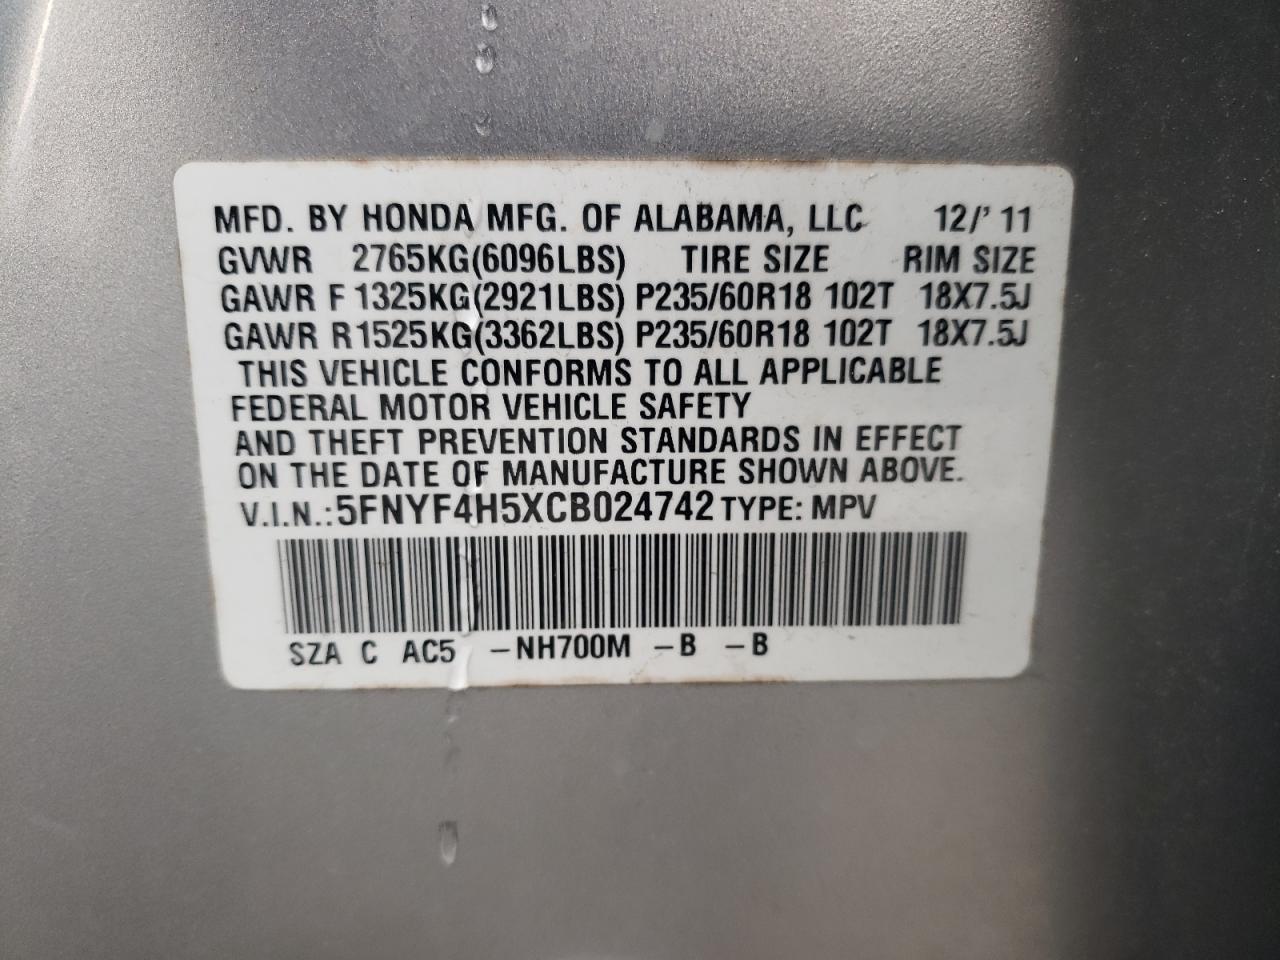 MFD. BY HONDA MFG. OF ALABAMA, LLC 12/' 11
GVWR 2765KG(6096LBS) TIRE SIZE RIM SIZE
GAWR F 1325KG(2921LBS) P235/60R18 102T 18X7.5J
GAWR R1525KG(3362LBS) P235/60R18 102T 18X7.5J
THIS VEHICLE CONFORMS TO ALL APPLICABLE
FEDERAL MOTOR VEHICLE SAFETY
AND THEFT PREVENTION STANDARDS IN EFFECT
ON THE DATE OF MANUFACTURE SHOWN ABOVE.
V.I.N.:5FNYF4H5XCB024742 TYPE: MPV
SZA C AC5 -NH700M -B -B